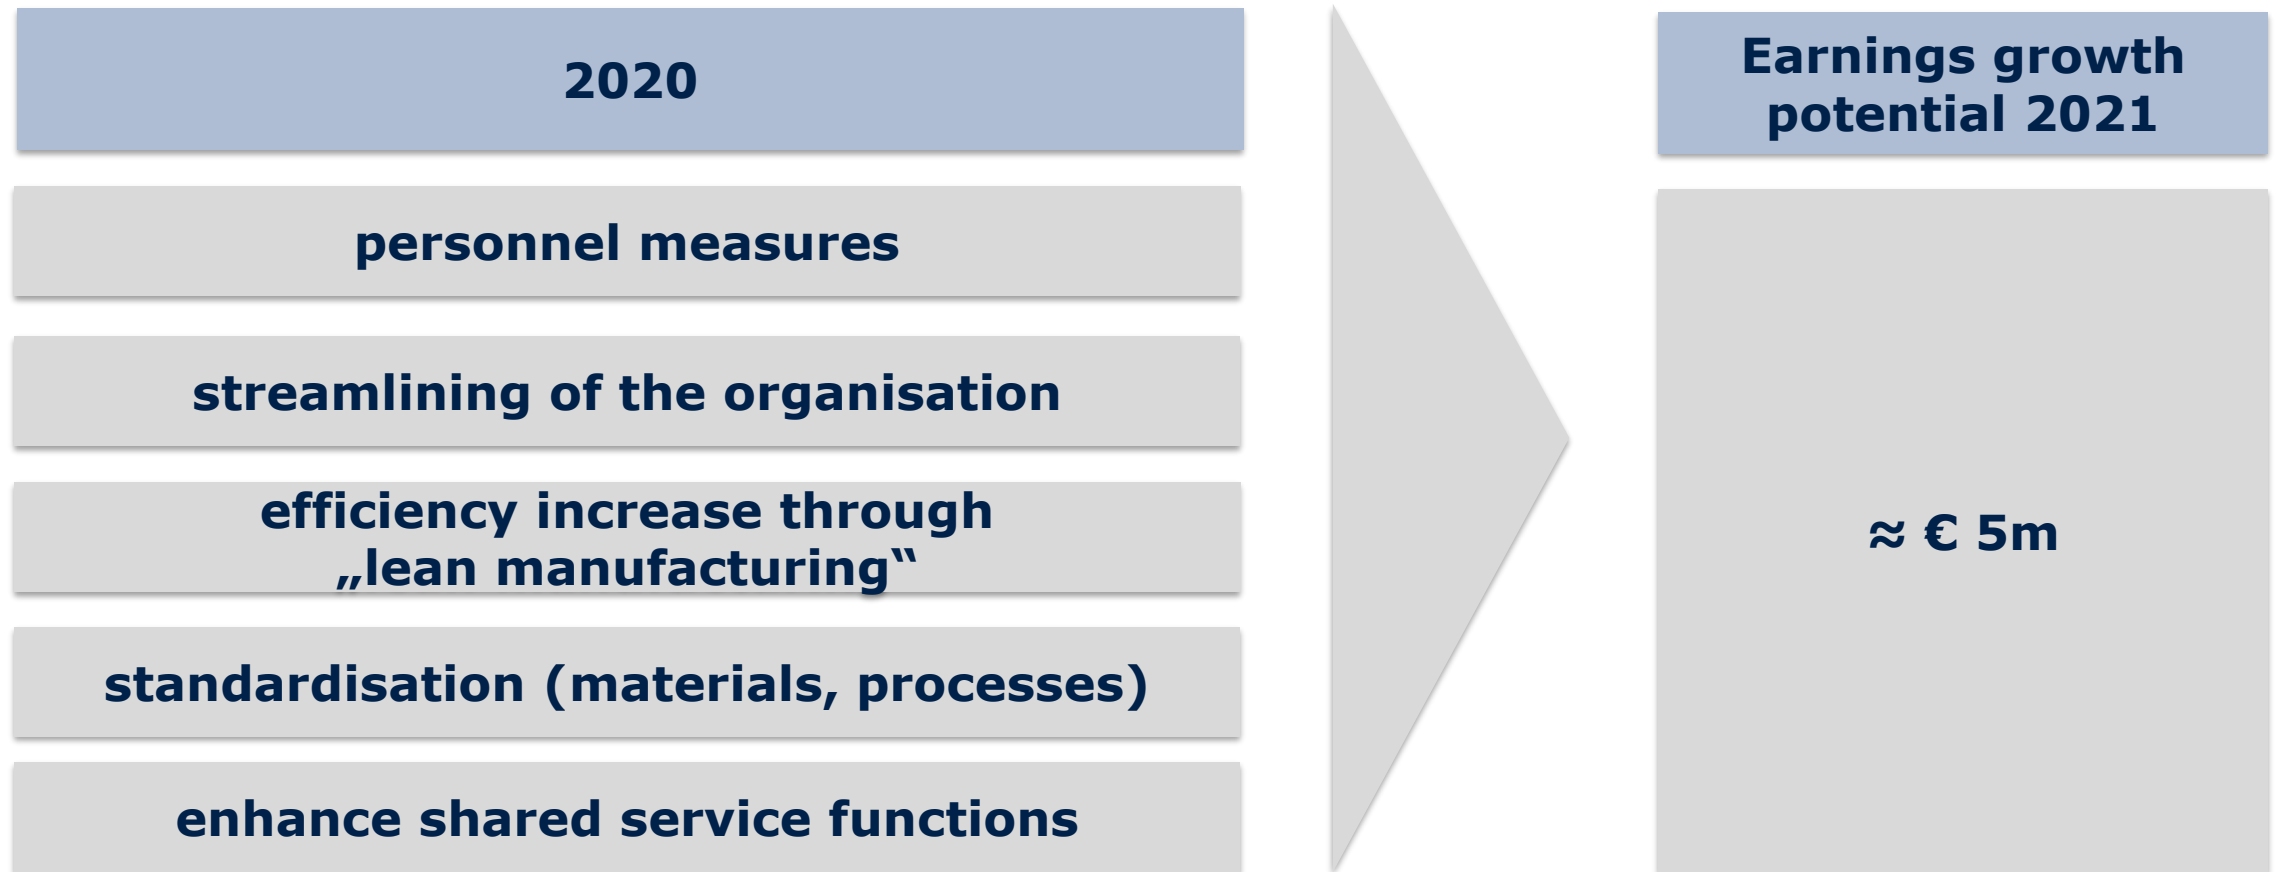 2020
personnel measures
streamlining of the organisation
efficiency increase through
„lean manufacturing‟
standardisation (materials, processes)
enhance shared service functions
Earnings growth
potential 2021
≈ € 5m